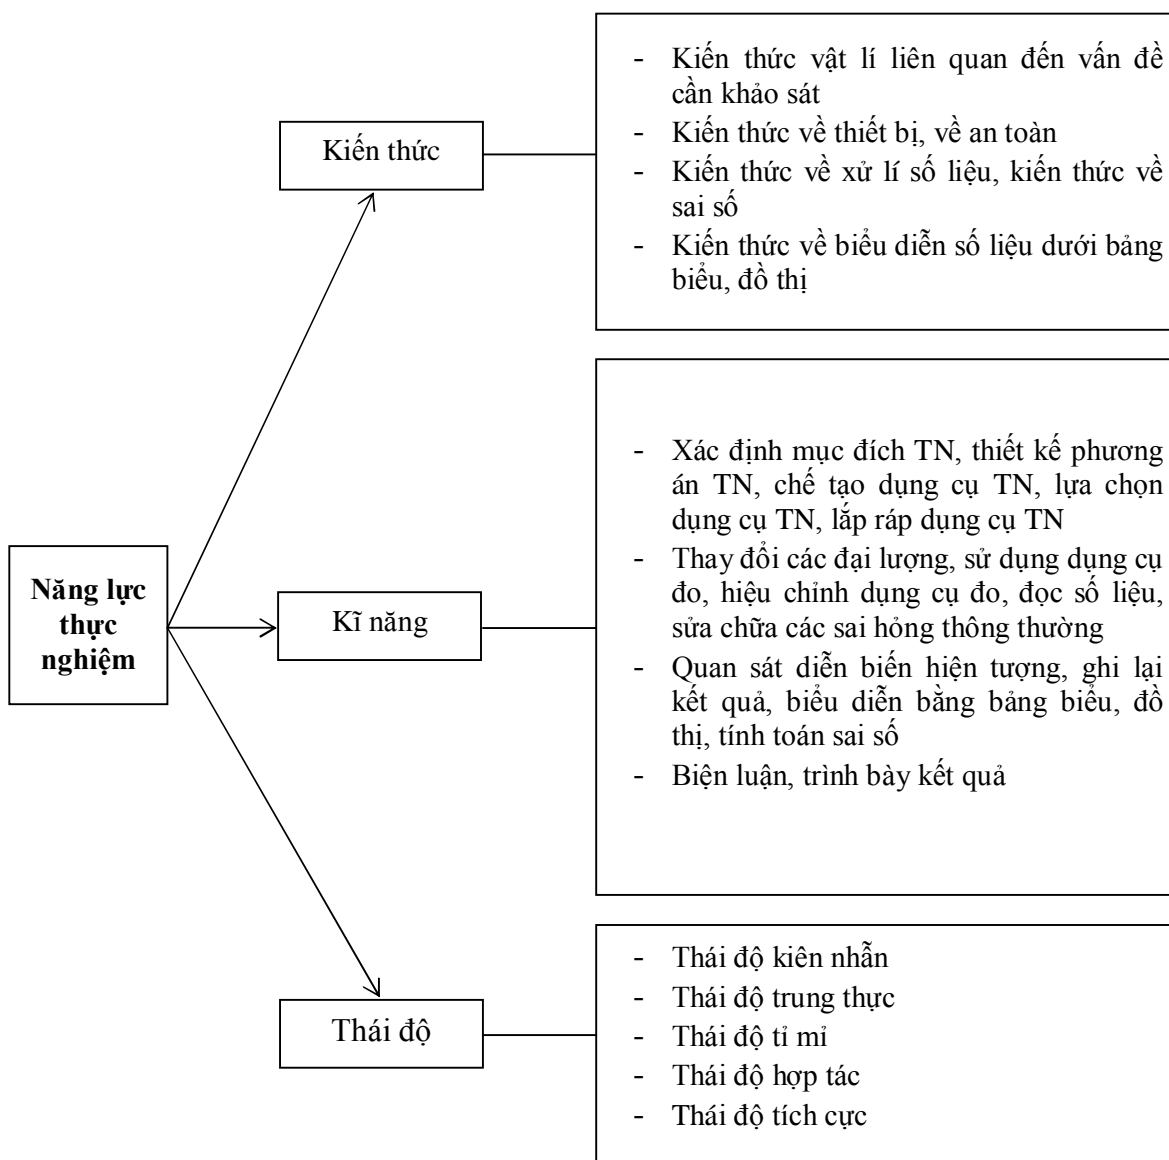 Năng lực
thực
nghiệm
Kiến thức
- Kiến thức vật lí liên quan đến vấn đề
cần khảo sát
- Kiến thức về thiết bị, về an toàn
- Kiến thức về xử lí số liệu, kiến thức về
sai số
- Kiến thức về biểu diễn số liệu dưới bảng
biểu, đồ thị
Kĩ năng
- Xác định mục đích TN, thiết kế phương
án TN, chế tạo dụng cụ TN, lựa chọn
dụng cụ TN, lắp ráp dụng cụ TN
- Thay đổi các đại lượng, sử dụng dụng cụ
đo, hiệu chỉnh dụng cụ đo, đọc số liệu,
sửa chữa các sai hỏng thông thường
- Quan sát diễn biến hiện tượng, ghi lại
kết quả, biểu diễn bằng bảng biểu, đồ
thị, tính toán sai số
- Biện luận, trình bày kết quả
Thái độ
- Thái độ kiên nhẫn
- Thái độ trung thực
- Thái độ tỉ mỉ
- Thái độ hợp tác
- Thái độ tích cực